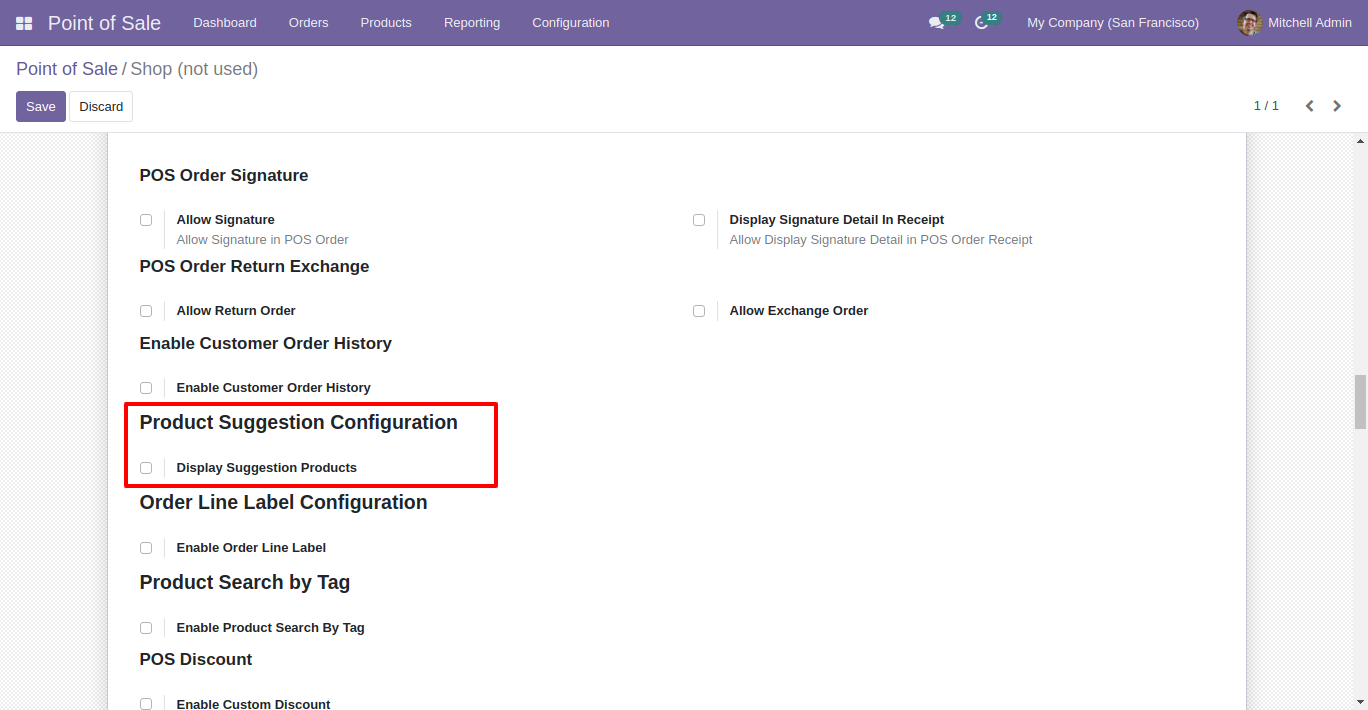 Point of Sale Dashboard Orders Products Reporting Configuration 12 12 My Company (San Francisco) Mitchell Admin
Point of Sale / Shop (not used)
Save Discard 1 / 1
POS Order Signature
Allow Signature Display Signature Detail In Receipt
Allow Signature in POS Order Allow Display Signature Detail in POS Order Receipt
POS Order Return Exchange
Allow Return Order Allow Exchange Order
Enable Customer Order History
Enable Customer Order History
Product Suggestion Configuration
Display Suggestion Products
Order Line Label Configuration
Enable Order Line Label
Product Search by Tag
Enable Product Search By Tag
POS Discount
Enable Custom Discount